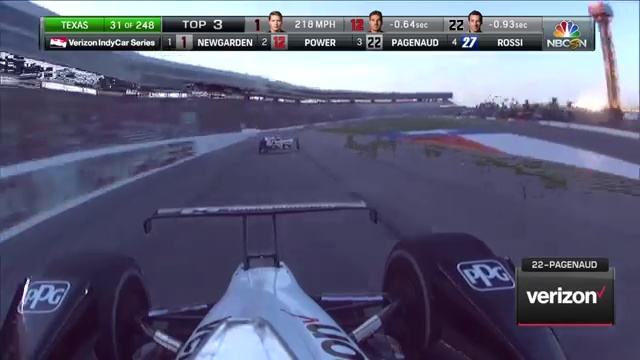 TEXAS 31 OF 248 TOP 3 1 218 MPH 12 -0.64sec 22 -0.93sec
Verizon IndyCar Series 1 1 NEWGARDEN 2 12 POWER 3 22 PAGENAUD 4 27 ROSSI
NBCSN
PPG
PPG
22-PAGENAUD
verizon